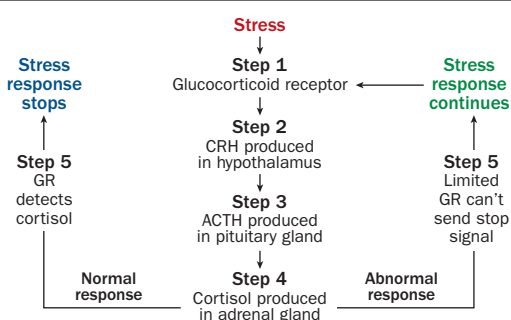 Stress
Step 1
Glucocorticoid receptor
Step 2
CRH produced
in hypothalamus
Step 3
ACTH produced
in pituitary gland
Step 4
Cortisol produced
in adrenal gland
Normal
response
Step 5
GR
detects
cortisol
Stress
response
stops
Abnormal
response
Step 5
Limited
GR can't
send stop
signal
Stress
response
continues